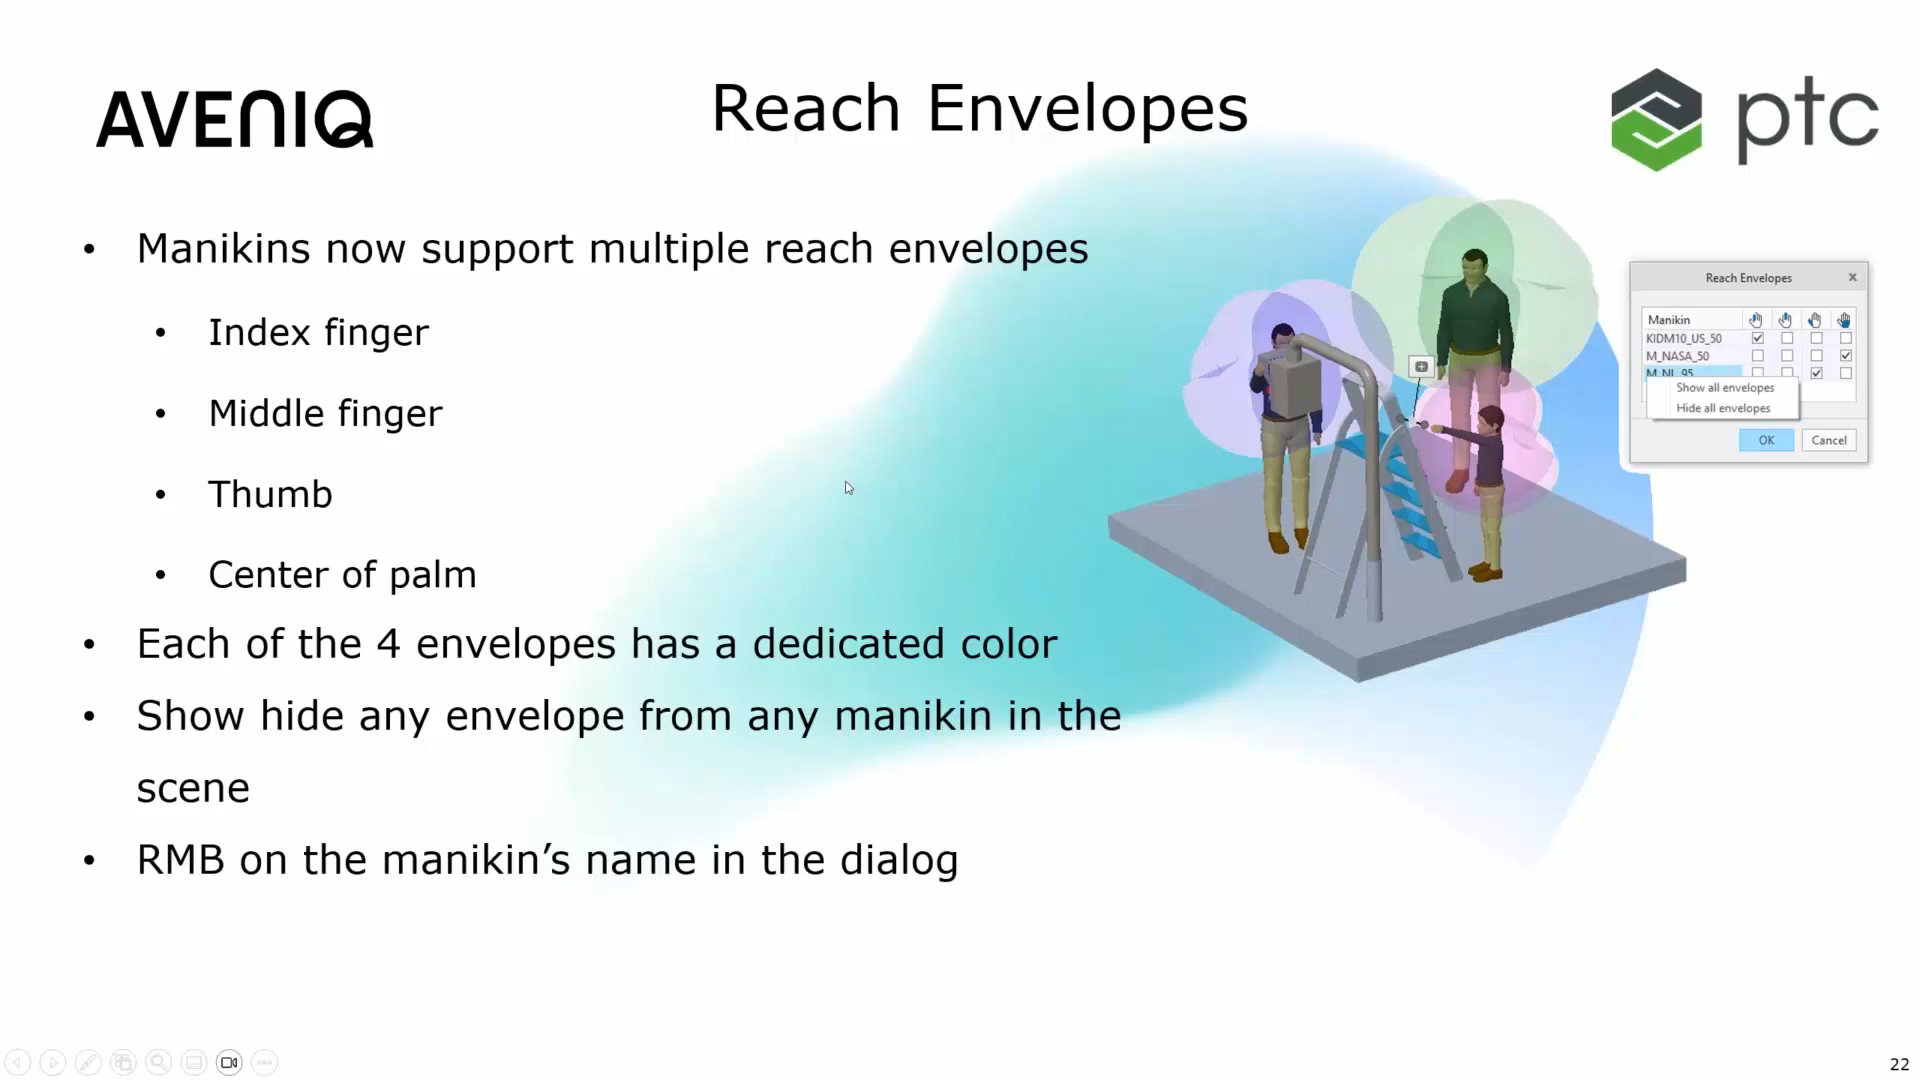 AVENIQ
Reach Envelopes
ptc
• Manikins now support multiple reach envelopes
• Index finger
• Middle finger
• Thumb
• Center of palm
• Each of the 4 envelopes has a dedicated color
• Show hide any envelope from any manikin in the
scene
• RMB on the manikin’s name in the dialog
Reach Envelopes
Manikin
KIDM10_US_50
M_NASA_50
M_NL_95
Show all envelopes
Hide all envelopes
OK Cancel
22